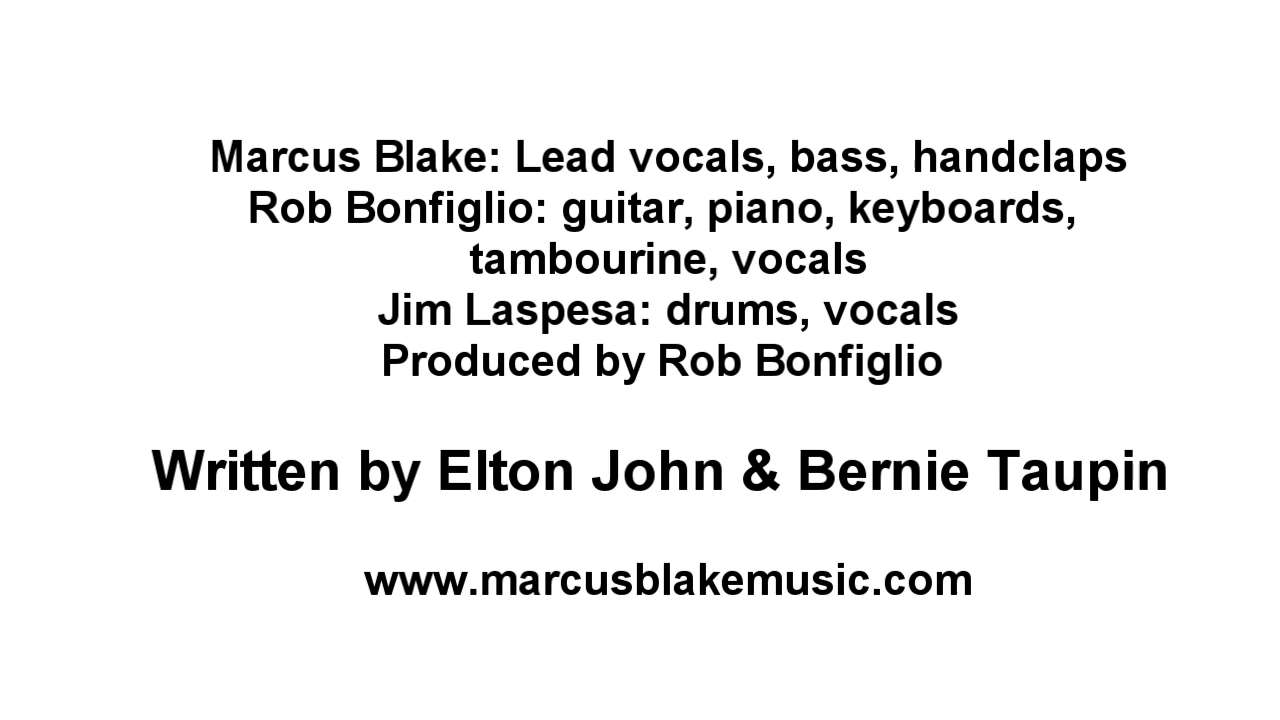 Marcus Blake: Lead vocals, bass, handclaps
Rob Bonfiglio: guitar, piano, keyboards,
tambourine, vocals
Jim Laspesa: drums, vocals
Produced by Rob Bonfiglio
Written by Elton John & Bernie Taupin
www.marcusblakemusic.com